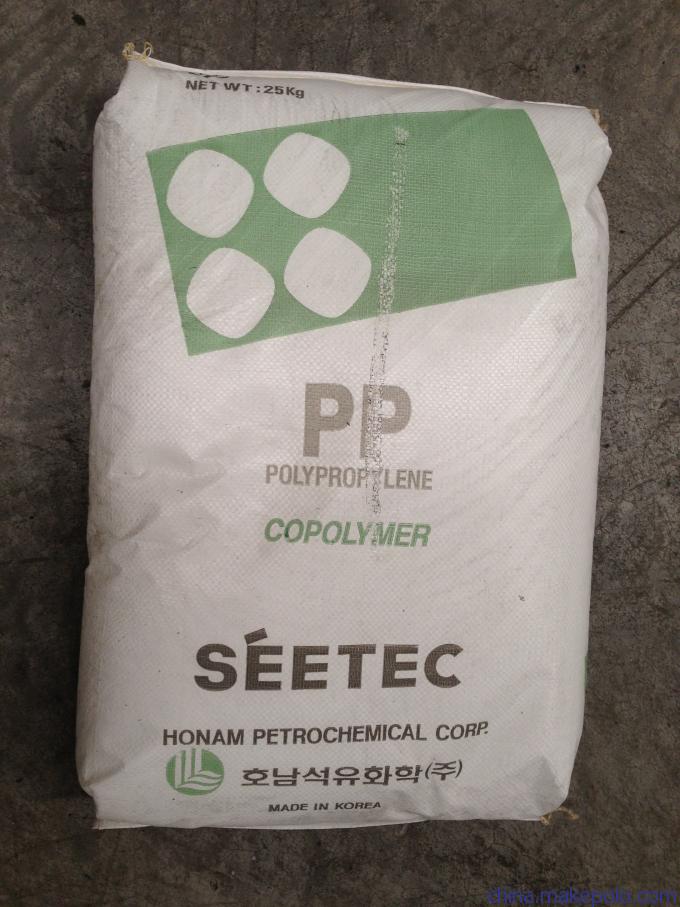 NET WT : 25Kg
PP
POLYPROPYLENE
COPOLYMER
SÉETEC
HONAM PETROCHEMICAL CORP.
호남석유화학(주)
MADE IN KOREA
china.makepolo.com